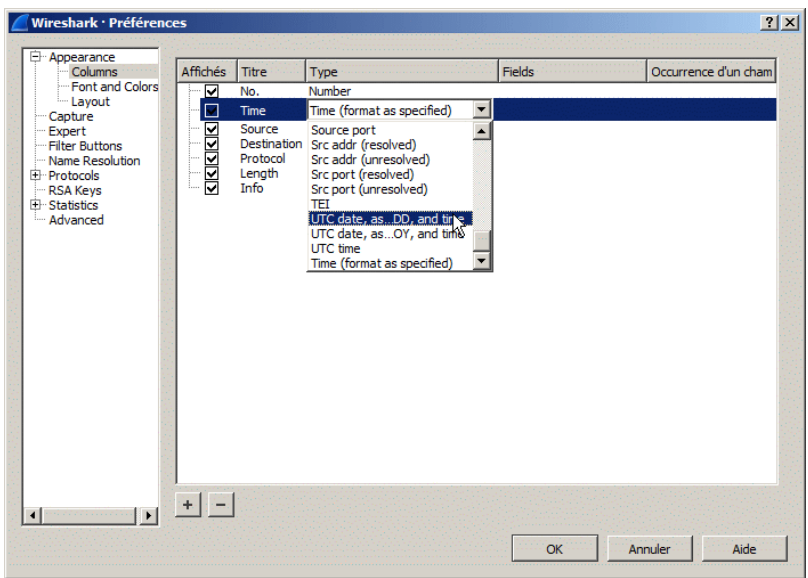 Wireshark · Préférences
Appearance
Columns
Font and Colors
Layout
Capture
Expert
Filter Buttons
Name Resolution
Protocols
RSA Keys
Statistics
Advanced
Affichés Titre Type Fields Occurrence d'un cham
No. Number
Time Time (format as specified)
Source
Destination
Protocol
Length
Info
Source port
Src addr (resolved)
Src addr (unresolved)
Src port (resolved)
Src port (unresolved)
TEI
UTC date, as...DD, and time
UTC date, as...OY, and time
UTC time
Time (format as specified)
+ −
OK Annuler Aide